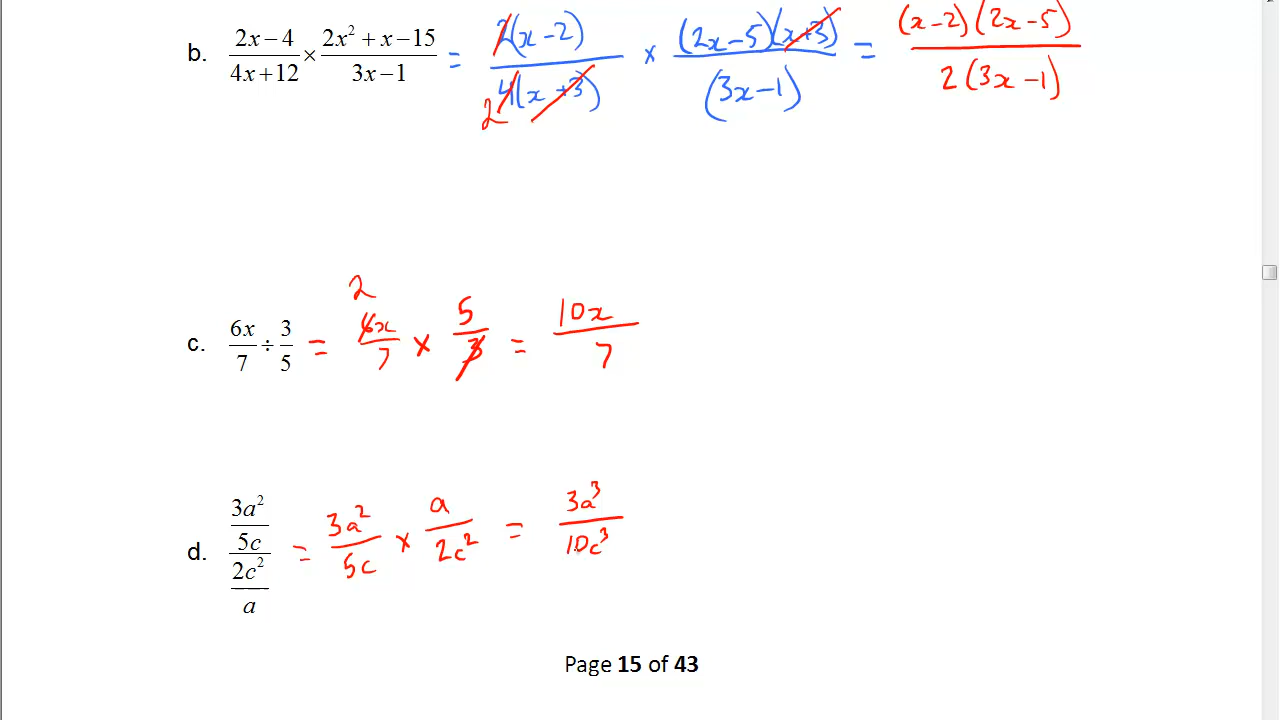 b. (2x − 4)/(4x + 12) × (2x² + x − 15)/(3x − 1) = 2(x − 2)/4(x + 3) 2 × (2x − 5)(x + 3)/(3x − 1) = (x − 2)(2x − 5)/2(3x − 1)
c. 6x/7 ÷ 3/5 = 2 6x/7 × 5/3 = 10x/7
d. (3a²/5c)/(2c²/a) = 3a²/5c × a/2c² = 3a³/10c³
Page 15 of 43